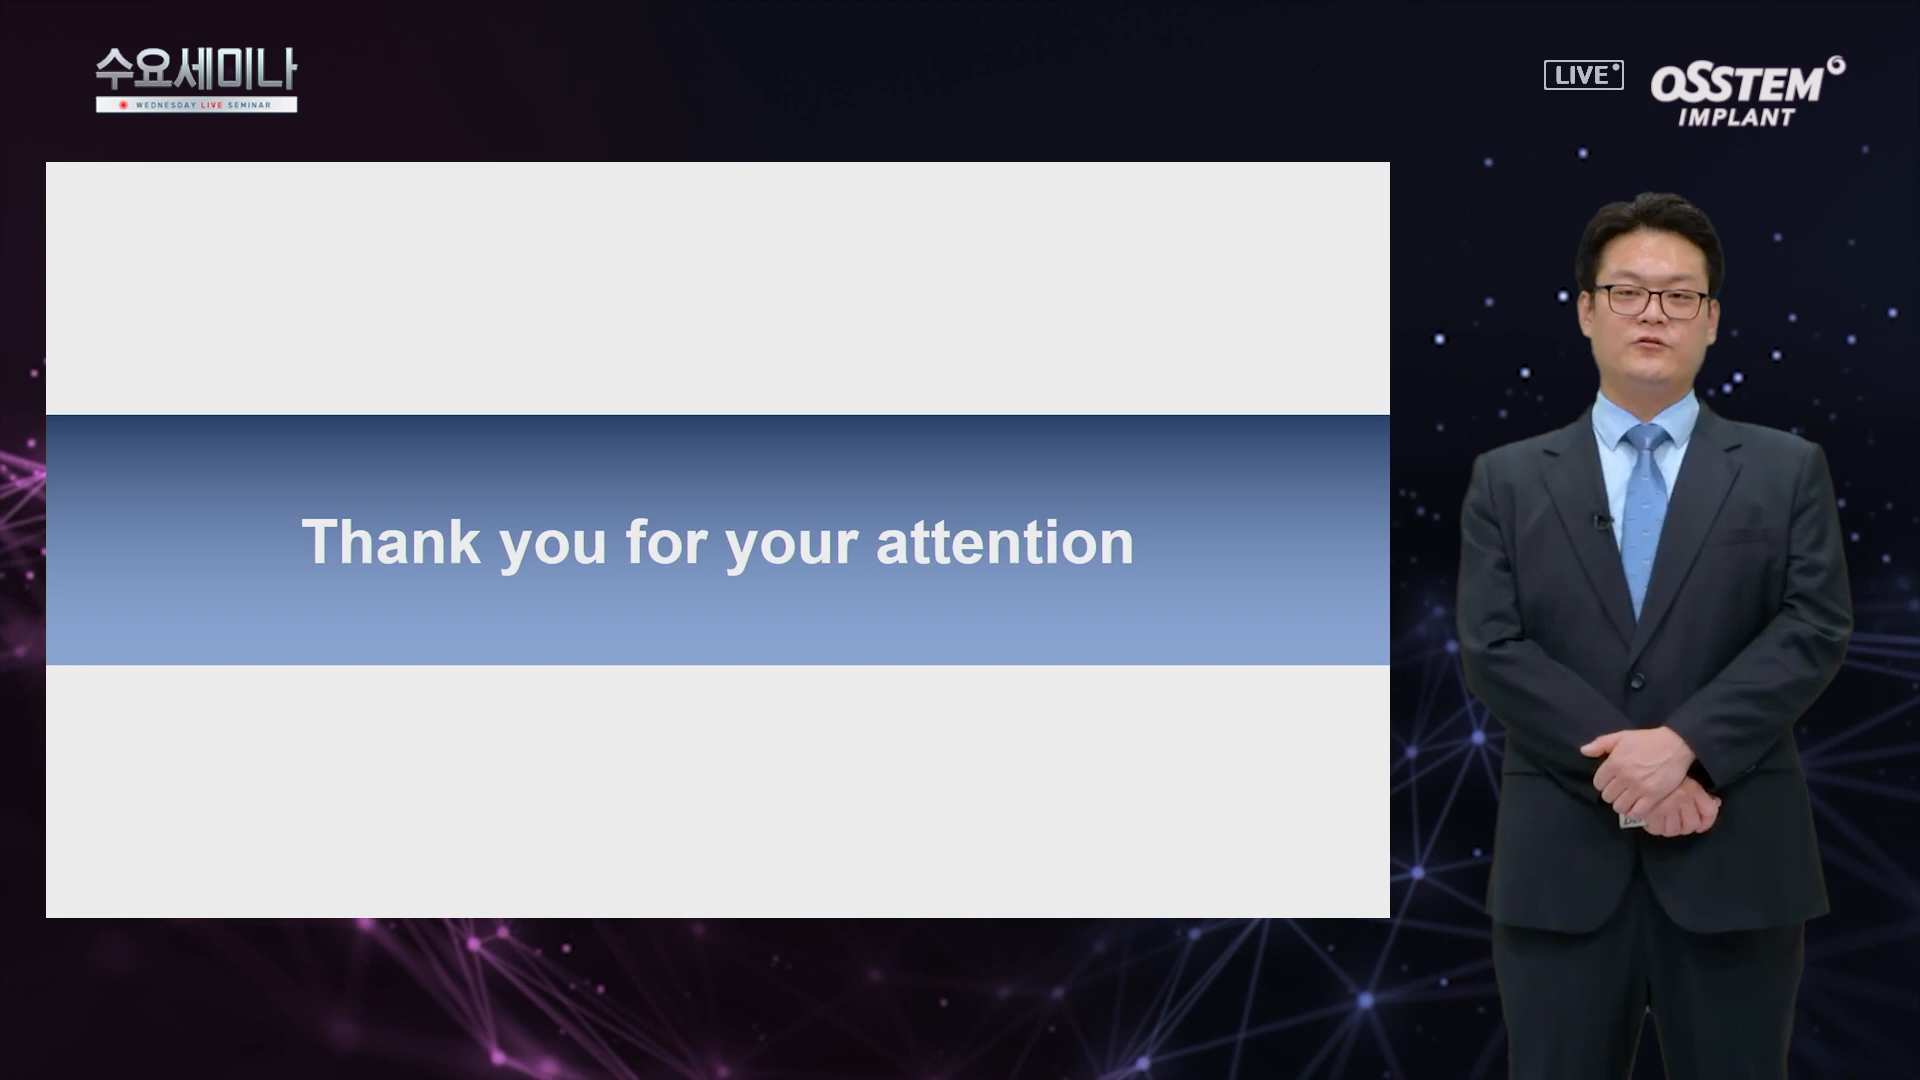 수요세미나
WEDNESDAY LIVE SEMINAR
LIVE
OSSTEM
IMPLANT
Thank you for your attention